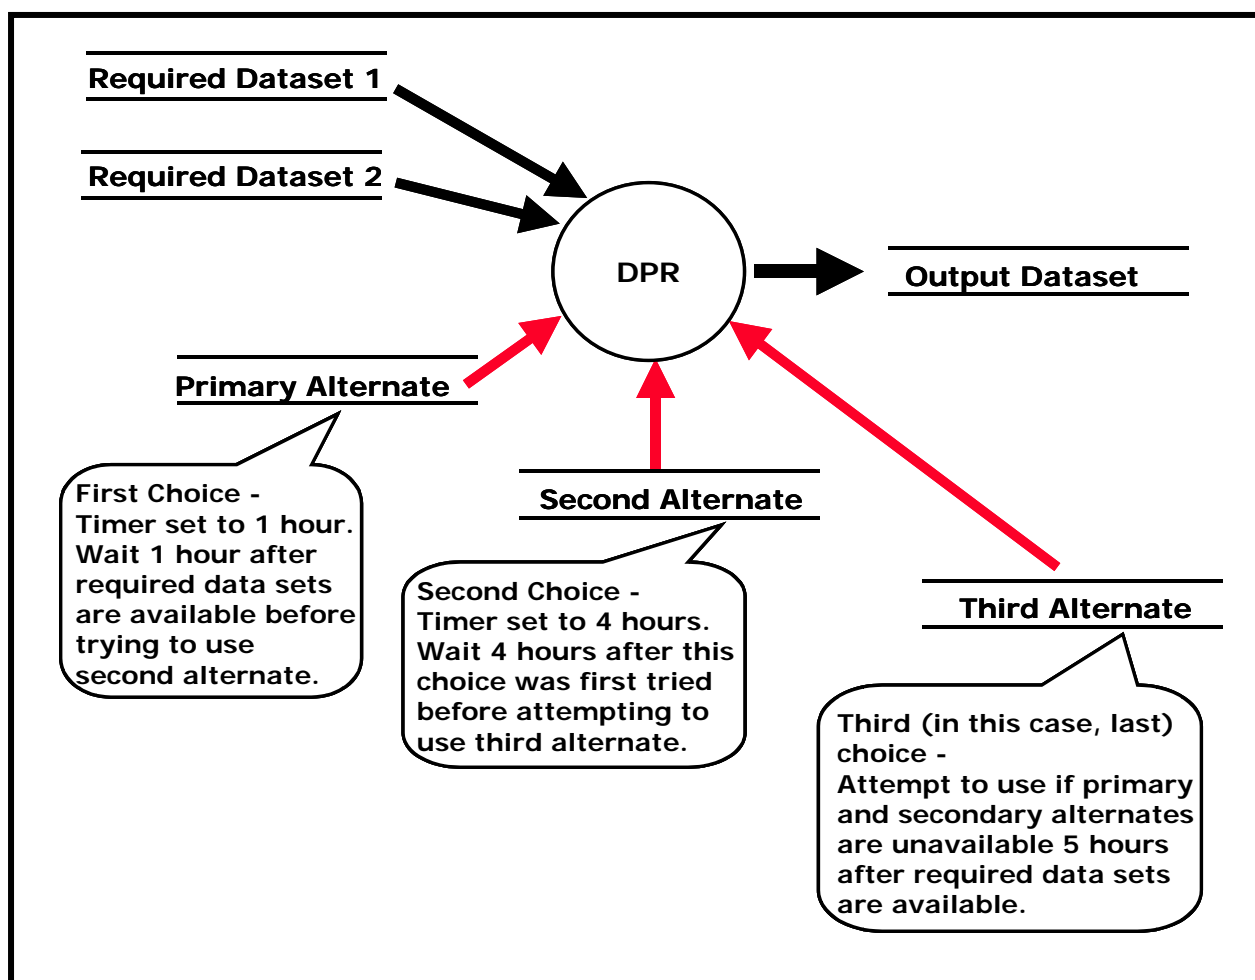 Required Dataset 1
Required Dataset 2
DPR
Output Dataset
Primary Alternate
First Choice -
Timer set to 1 hour.
Wait 1 hour after
required data sets
are available before
trying to use
second alternate.
Second Alternate
Second Choice -
Timer set to 4 hours.
Wait 4 hours after this
choice was first tried
before attempting to
use third alternate.
Third Alternate
Third (in this case, last)
choice -
Attempt to use if primary
and secondary alternates
are unavailable 5 hours
after required data sets
are available.